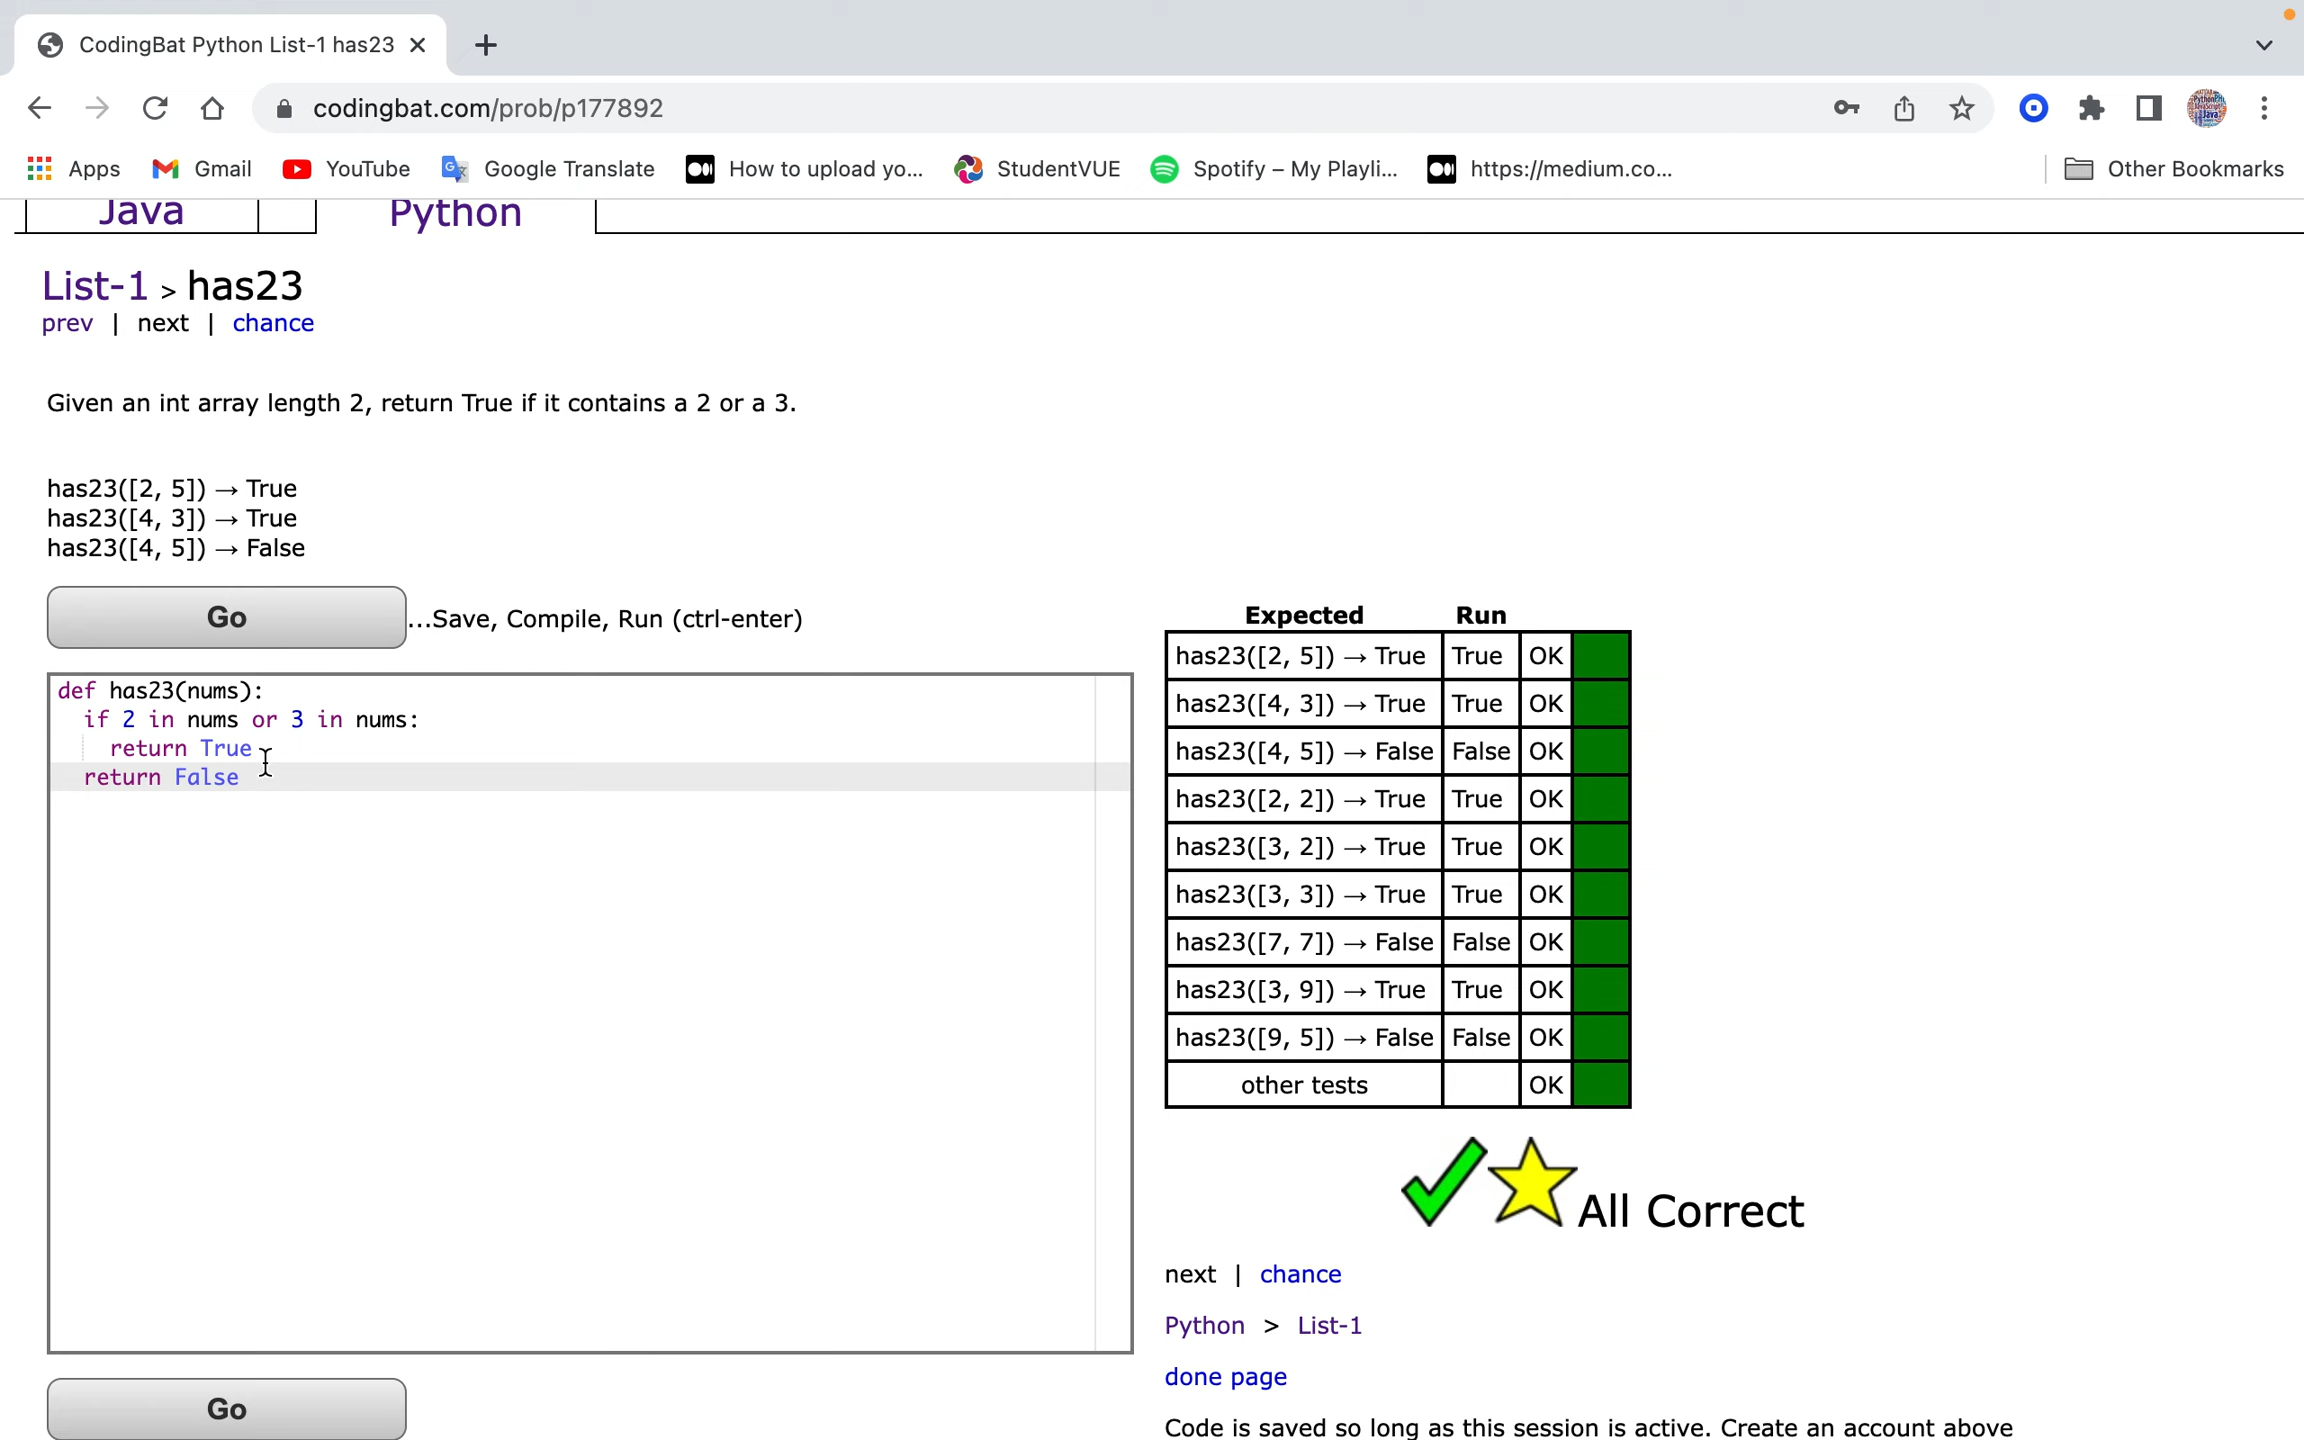 CodingBat Python List-1 has23
codingbat.com/prob/p177892
Apps Gmail YouTube Google Translate How to upload yo... StudentVUE Spotify – My Playli... https://medium.co... Other Bookmarks
Java Python
List-1 > has23
prev | next | chance
Given an int array length 2, return True if it contains a 2 or a 3.
has23([2, 5]) → True
has23([4, 3]) → True
has23([4, 5]) → False
Go ...Save, Compile, Run (ctrl-enter)
def has23(nums):
if 2 in nums or 3 in nums:
return True
return False
Go
Expected Run
has23([2, 5]) → True True OK
has23([4, 3]) → True True OK
has23([4, 5]) → False False OK
has23([2, 2]) → True True OK
has23([3, 2]) → True True OK
has23([3, 3]) → True True OK
has23([7, 7]) → False False OK
has23([3, 9]) → True True OK
has23([9, 5]) → False False OK
other tests OK
All Correct
next | chance
Python > List-1
done page
Code is saved so long as this session is active. Create an account above